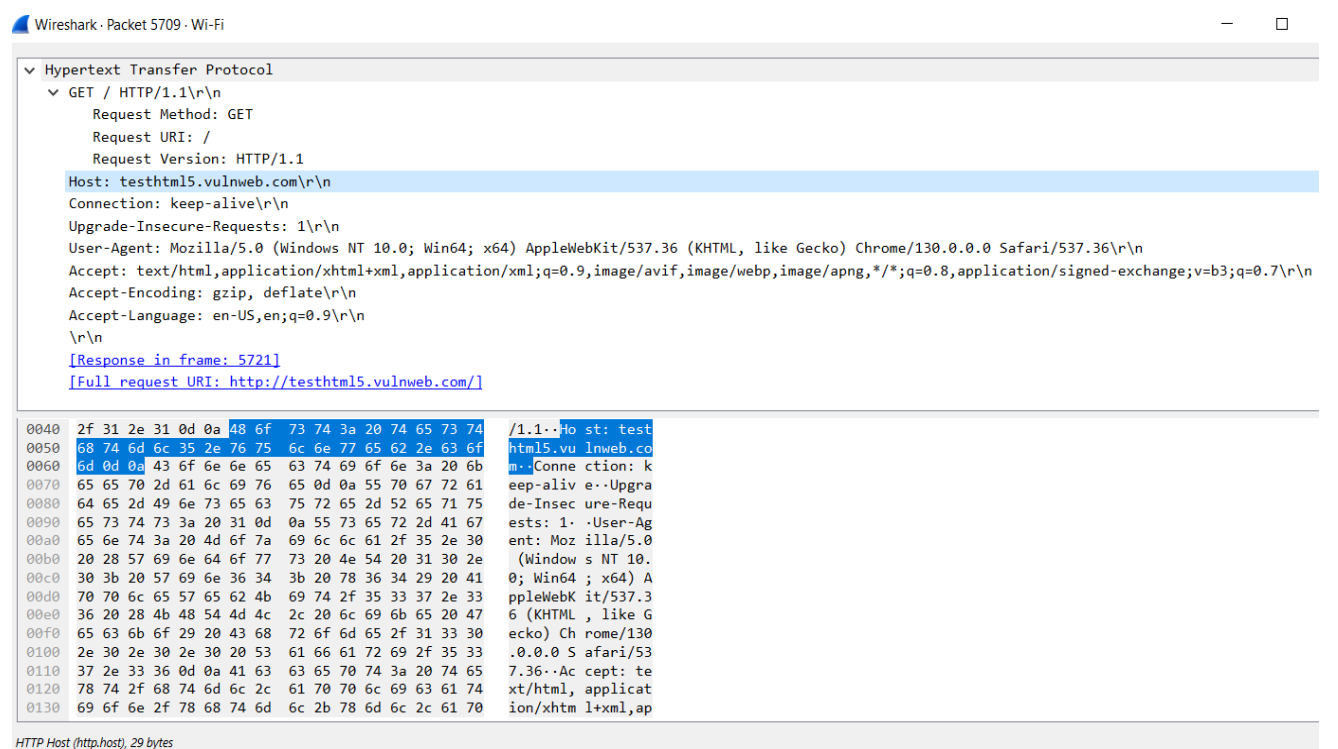 Wireshark · Packet 5709 · Wi-Fi
Hypertext Transfer Protocol
GET / HTTP/1.1\r\n
Request Method: GET
Request URI: /
Request Version: HTTP/1.1
Host: testhtml5.vulnweb.com\r\n
Connection: keep-alive\r\n
Upgrade-Insecure-Requests: 1\r\n
User-Agent: Mozilla/5.0 (Windows NT 10.0; Win64; x64) AppleWebKit/537.36 (KHTML, like Gecko) Chrome/130.0.0.0 Safari/537.36\r\n
Accept: text/html,application/xhtml+xml,application/xml;q=0.9,image/avif,image/webp,image/apng,*/*;q=0.8,application/signed-exchange;v=b3;q=0.7\r\n
Accept-Encoding: gzip, deflate\r\n
Accept-Language: en-US,en;q=0.9\r\n
\r\n
[Response in frame: 5721]
[Full request URI: http://testhtml5.vulnweb.com/]
0040 2f 31 2e 31 0d 0a 48 6f 73 74 3a 20 74 65 73 74 /1.1··Ho st: test
0050 68 74 6d 6c 35 2e 76 75 6c 6e 77 65 62 2e 63 6f html5.vu lnweb.co
0060 6d 0d 0a 43 6f 6e 6e 65 63 74 69 6f 6e 3a 20 6b m··Conne ction: k
0070 65 65 70 2d 61 6c 69 76 65 0d 0a 55 70 67 72 61 eep-aliv e··Upgra
0080 64 65 2d 49 6e 73 65 63 75 72 65 2d 52 65 71 75 de-Insec ure-Requ
0090 65 73 74 73 3a 20 31 0d 0a 55 73 65 72 2d 41 67 ests: 1· ·User-Ag
00a0 65 6e 74 3a 20 4d 6f 7a 69 6c 6c 61 2f 35 2e 30 ent: Moz illa/5.0
00b0 20 28 57 69 6e 64 6f 77 73 20 4e 54 20 31 30 2e (Window s NT 10.
00c0 30 3b 20 57 69 6e 36 34 3b 20 78 36 34 29 20 41 0; Win64 ; x64) A
00d0 70 70 6c 65 57 65 62 4b 69 74 2f 35 33 37 2e 33 ppleWebK it/537.3
00e0 36 20 28 4b 48 54 4d 4c 2c 20 6c 69 6b 65 20 47 6 (KHTML , like G
00f0 65 63 6b 6f 29 20 43 68 72 6f 6d 65 2f 31 33 30 ecko) Ch rome/130
0100 2e 30 2e 30 2e 30 20 53 61 66 61 72 69 2f 35 33 .0.0.0 S afari/53
0110 37 2e 33 36 0d 0a 41 63 63 65 70 74 3a 20 74 65 7.36··Ac cept: te
0120 78 74 2f 68 74 6d 6c 2c 61 70 70 6c 69 63 61 74 xt/html, applicat
0130 69 6f 6e 2f 78 68 74 6d 6c 2b 78 6d 6c 2c 61 70 ion/xhtm l+xml,ap
HTTP Host (http.host), 29 bytes